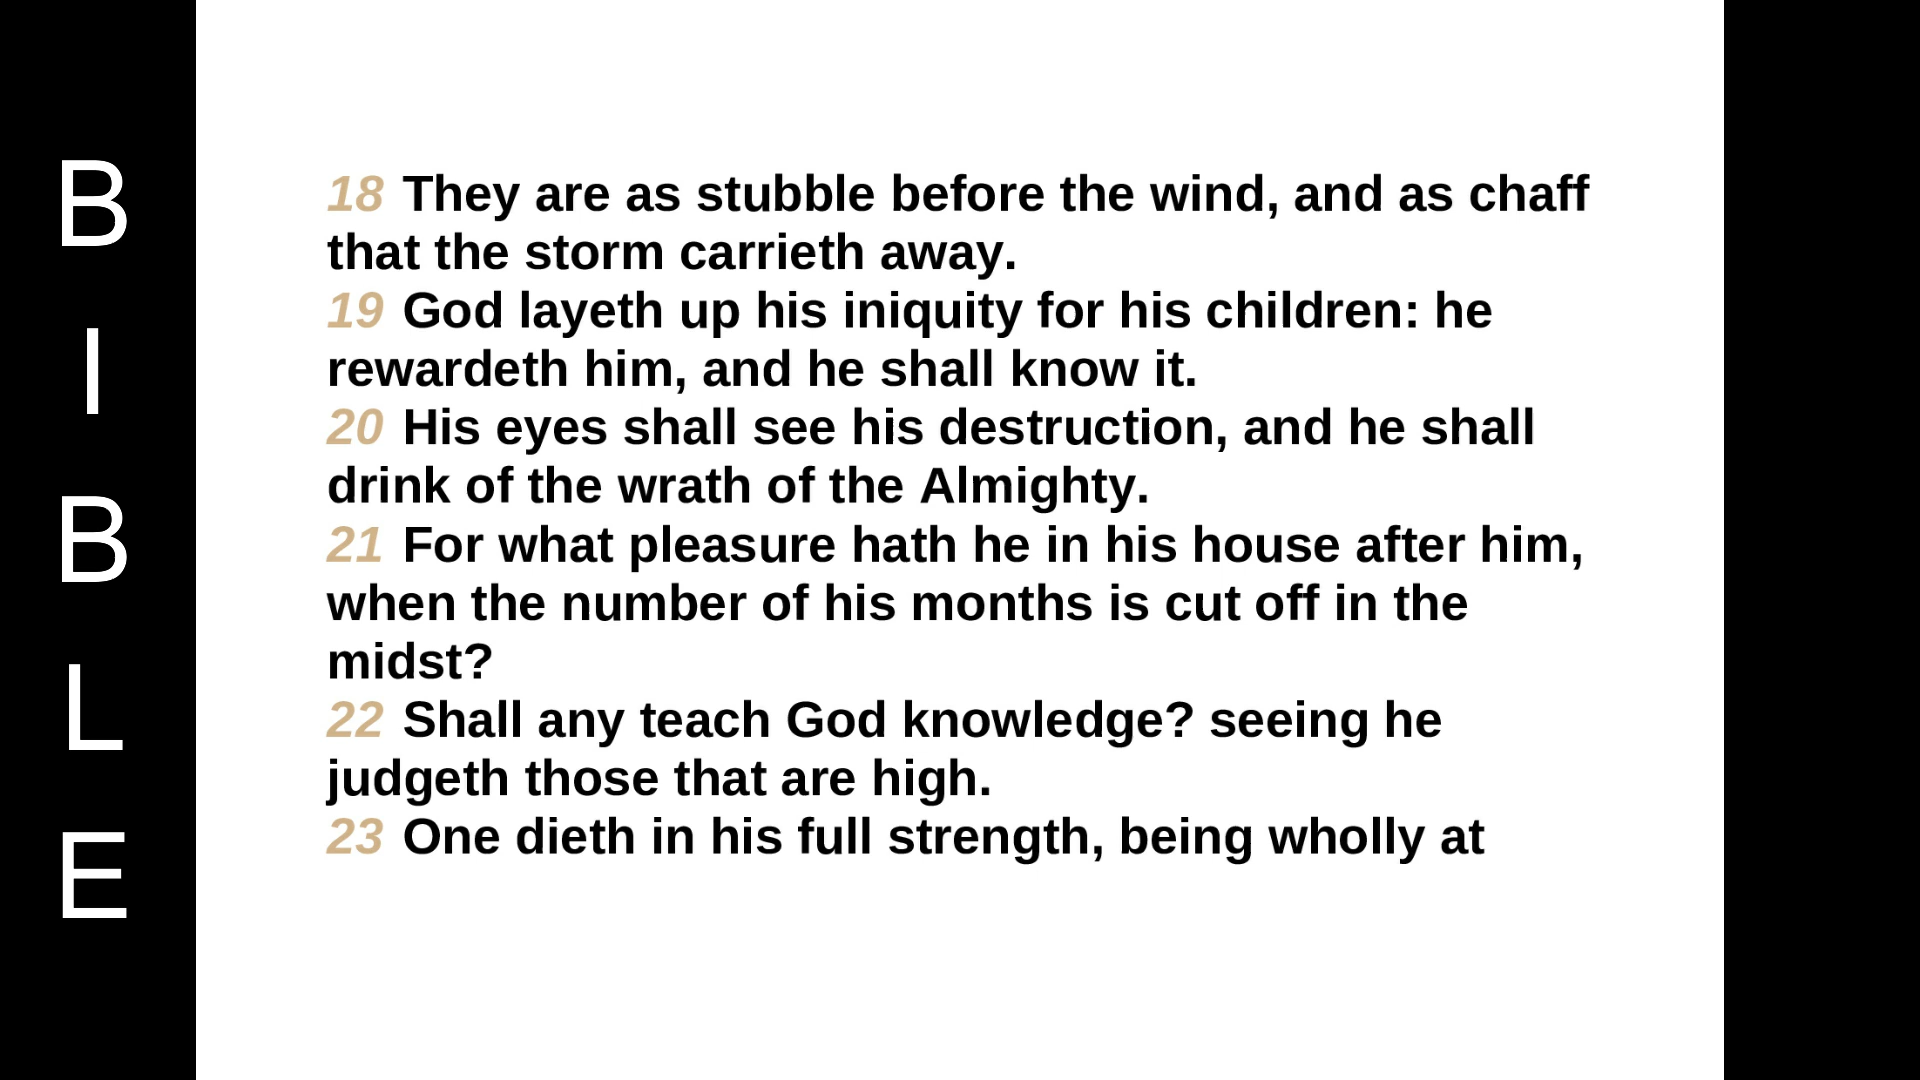 B
I
B
L
E
18 They are as stubble before the wind, and as chaff
that the storm carrieth away.
19 God layeth up his iniquity for his children: he
rewardeth him, and he shall know it.
20 His eyes shall see his destruction, and he shall
drink of the wrath of the Almighty.
21 For what pleasure hath he in his house after him,
when the number of his months is cut off in the
midst?
22 Shall any teach God knowledge? seeing he
judgeth those that are high.
23 One dieth in his full strength, being wholly at